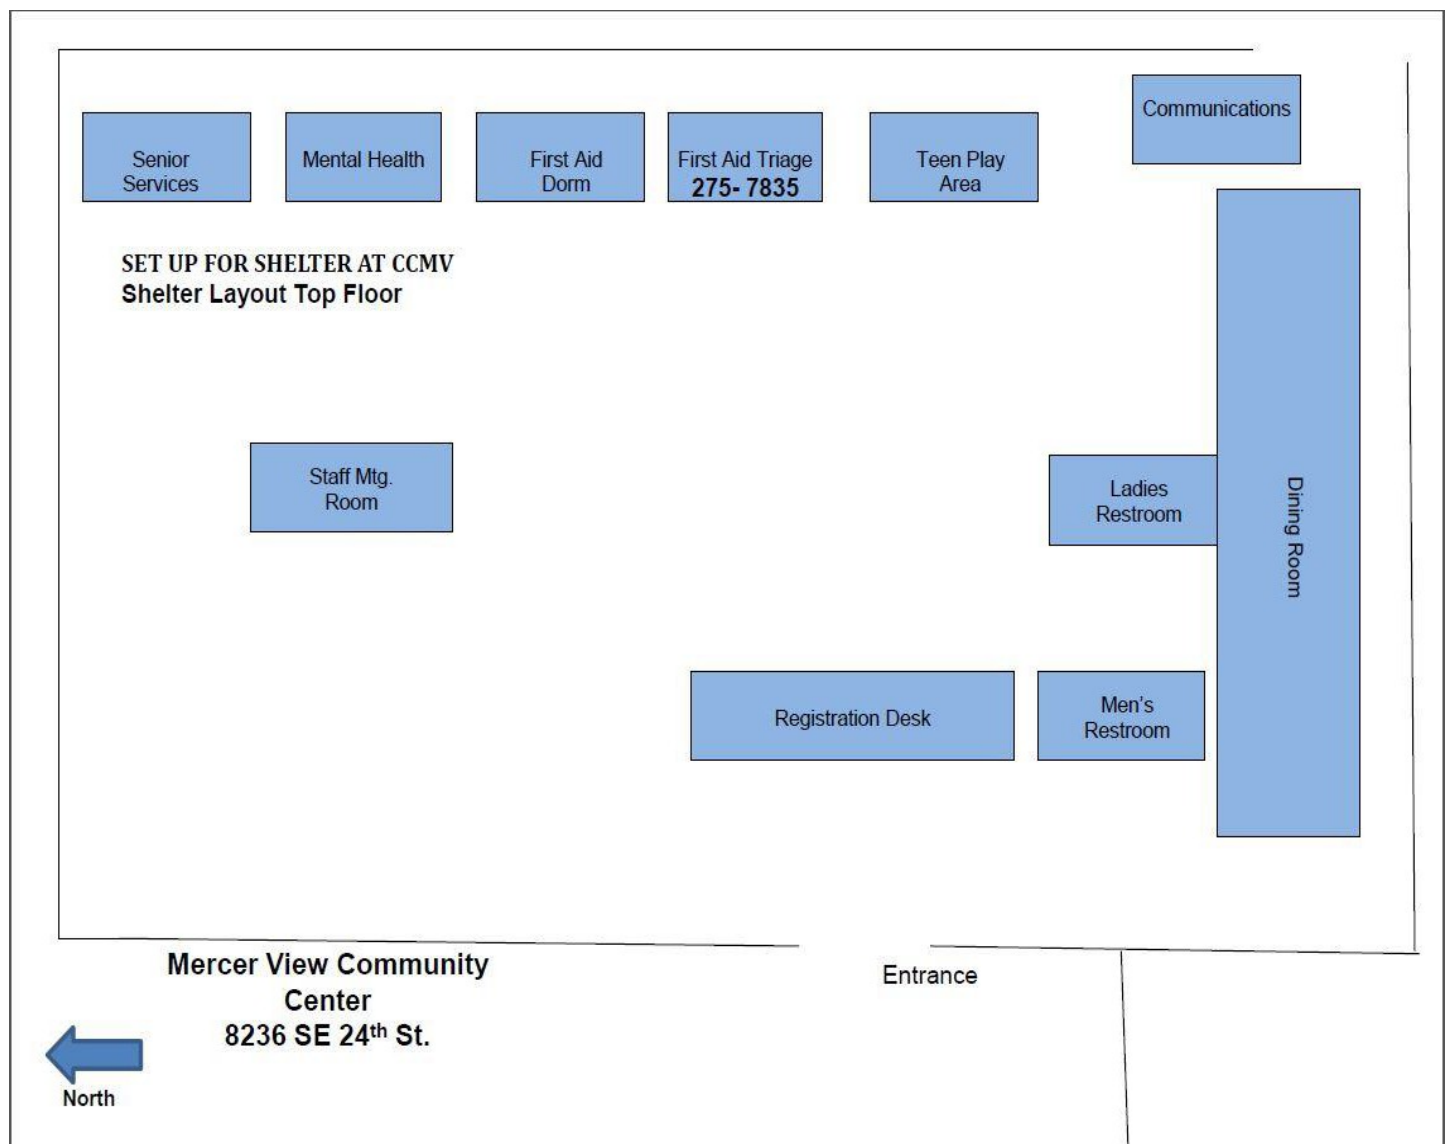 Communications
Senior
Services
Mental Health
First Aid
Dorm
First Aid Triage
275- 7835
Teen Play
Area
SET UP FOR SHELTER AT CCMV
Shelter Layout Top Floor
Staff Mtg.
Room
Ladies
Restroom
Dining Room
Registration Desk
Men's
Restroom
Mercer View Community
Center
8236 SE 24th St.
Entrance
North